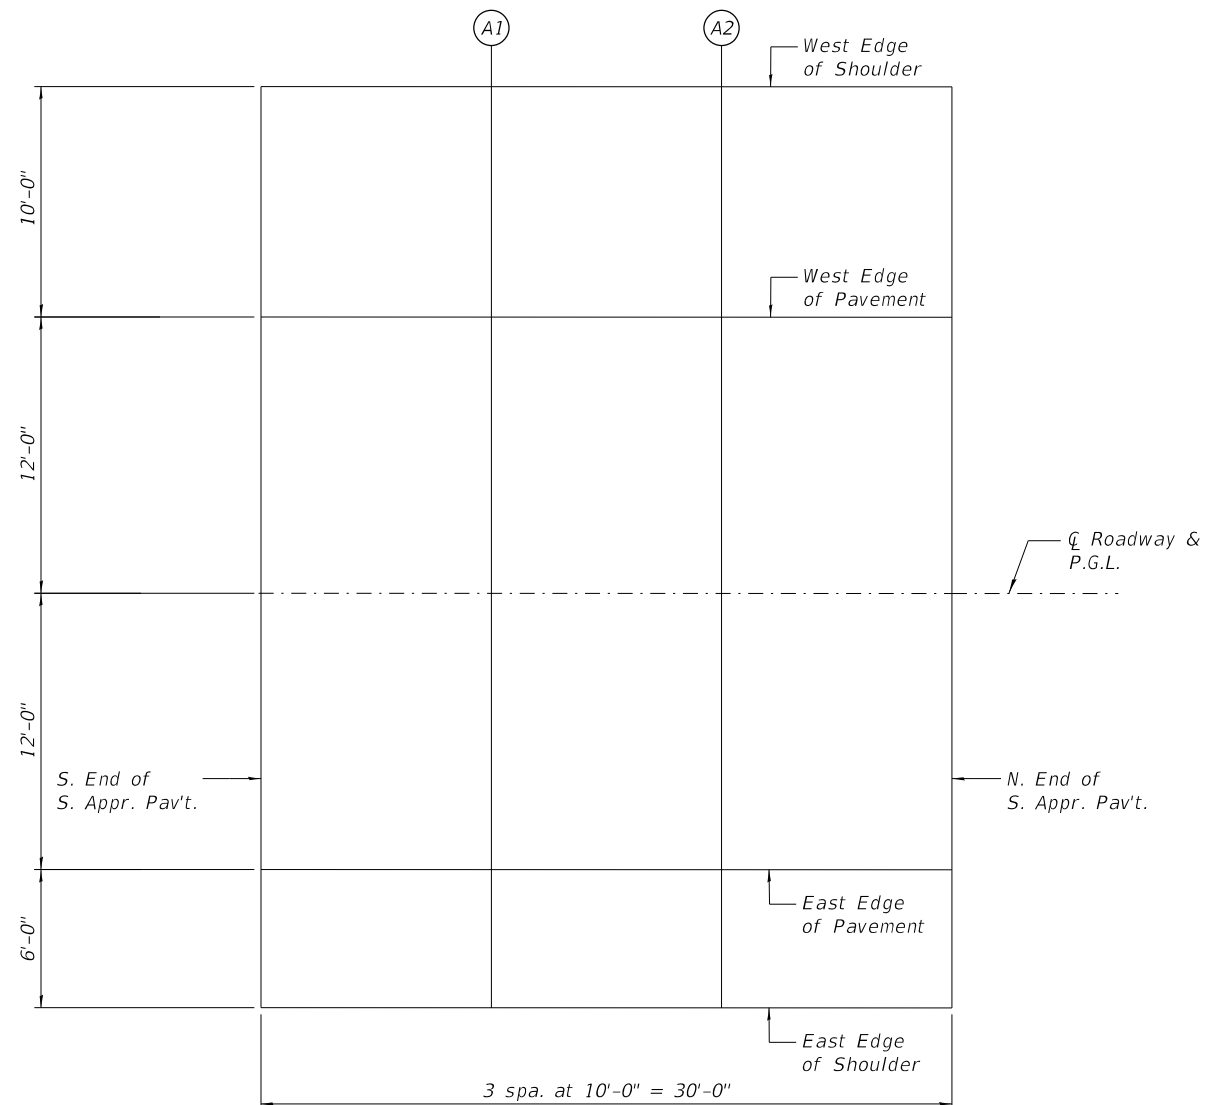 A1
A2
West Edge
of Shoulder
10'-0"
West Edge
of Pavement
12'-0"
℄ Roadway &
P.G.L.
12'-0"
S. End of
S. Appr. Pav't.
N. End of
S. Appr. Pav't.
East Edge
of Pavement
6'-0"
East Edge
of Shoulder
3 spa. at 10'-0" = 30'-0"